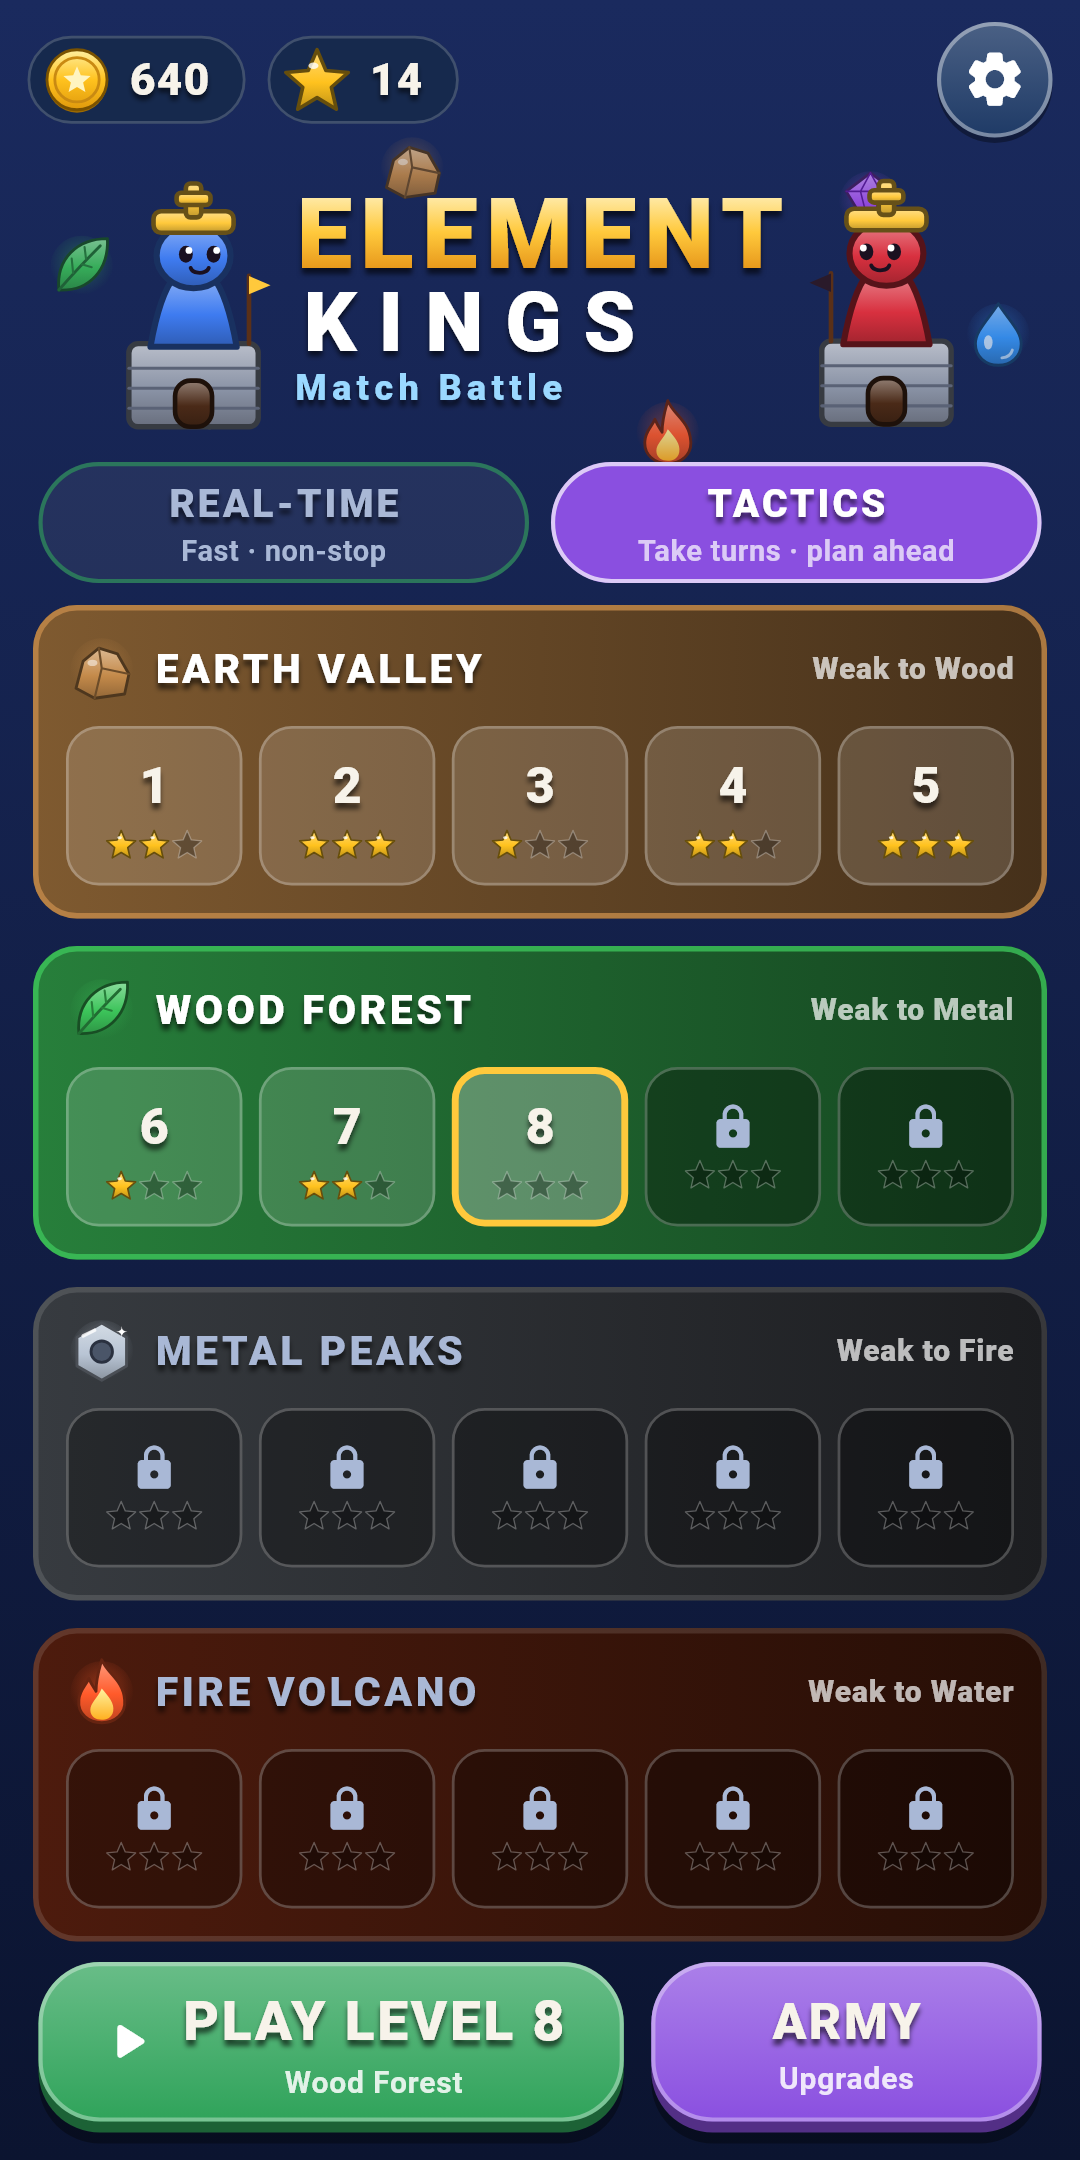 640
14
ELEMENT
KINGS
Match Battle
REAL-TIME
Fast · non-stop
TACTICS
Take turns · plan ahead
EARTH VALLEY
Weak to Wood
1
2
3
4
5
WOOD FOREST
Weak to Metal
6
7
8
METAL PEAKS
Weak to Fire
FIRE VOLCANO
Weak to Water
PLAY LEVEL 8
Wood Forest
ARMY
Upgrades